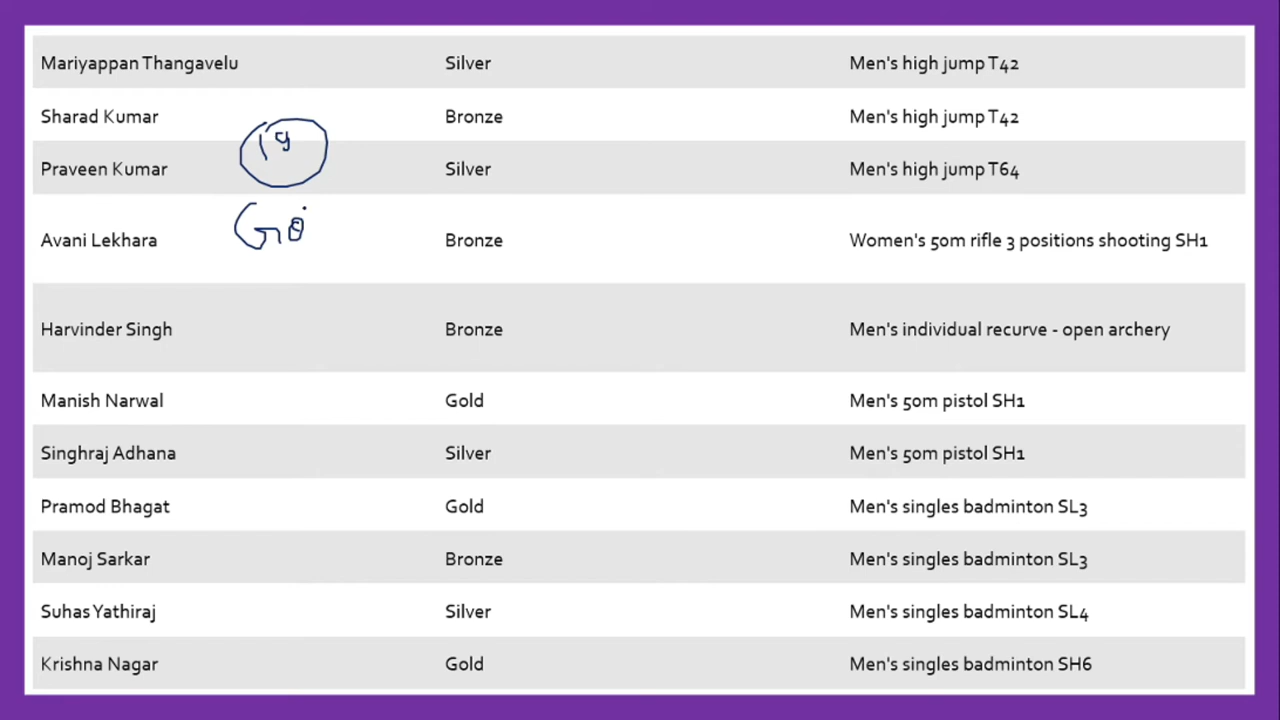 Mariyappan Thangavelu Silver Men's high jump T42
Sharad Kumar Bronze Men's high jump T42
19
Praveen Kumar Silver Men's high jump T64
Avani Lekhara Bronze Women's 50m rifle 3 positions shooting SH1
Harvinder Singh Bronze Men's individual recurve - open archery
Manish Narwal Gold Men's 50m pistol SH1
Singhraj Adhana Silver Men's 50m pistol SH1
Pramod Bhagat Gold Men's singles badminton SL3
Manoj Sarkar Bronze Men's singles badminton SL3
Suhas Yathiraj Silver Men's singles badminton SL4
Krishna Nagar Gold Men's singles badminton SH6